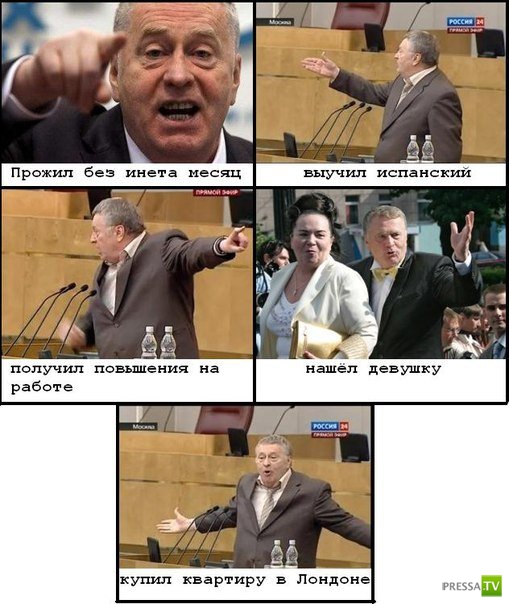 Прожил без инета месяц
Москва
РОССИЯ 24
ПРЯМОЙ ЭФИР
выучил испанский
ПРЯМОЙ ЭФИР
получил повышения на
работе
нашёл девушку
Москва
РОССИЯ 24
ПРЯМОЙ ЭФИР
купил квартиру в Лондоне
PRESSA.TV